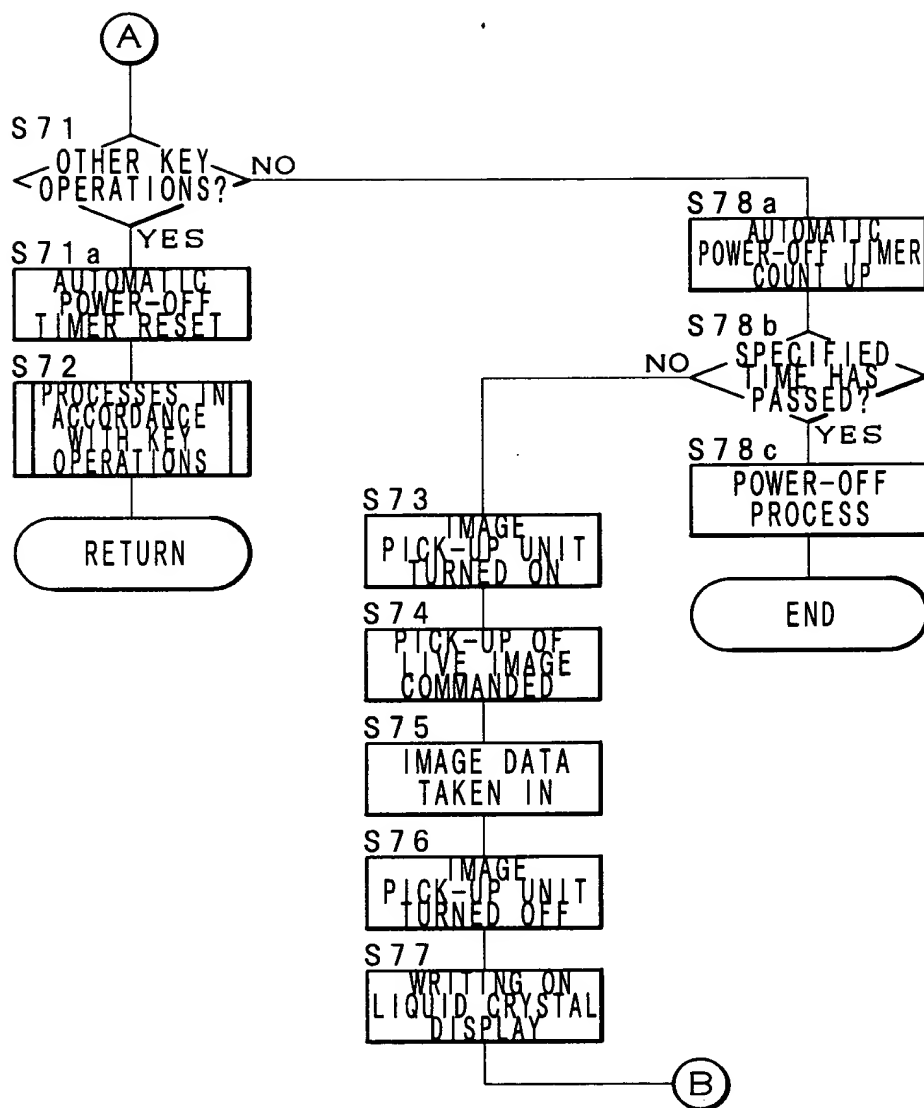 A
S71
OTHER KEY
OPERATIONS?
NO
YES
S71a
AUTOMATIC
POWER-OFF
TIMER RESET
S72
PROCESSES IN
ACCORDANCE
WITH KEY
OPERATIONS
RETURN
S78a
AUTOMATIC
POWER-OFF TIMER
COUNT UP
S78b
SPECIFIED
TIME HAS
PASSED?
NO
YES
S78c
POWER-OFF
PROCESS
END
S73
IMAGE
PICK-UP UNIT
TURNED ON
S74
PICK-UP OF
LIVE IMAGE
COMMANDED
S75
IMAGE DATA
TAKEN IN
S76
IMAGE
PICK-UP UNIT
TURNED OFF
S77
WRITING ON
LIQUID CRYSTAL
DISPLAY
B